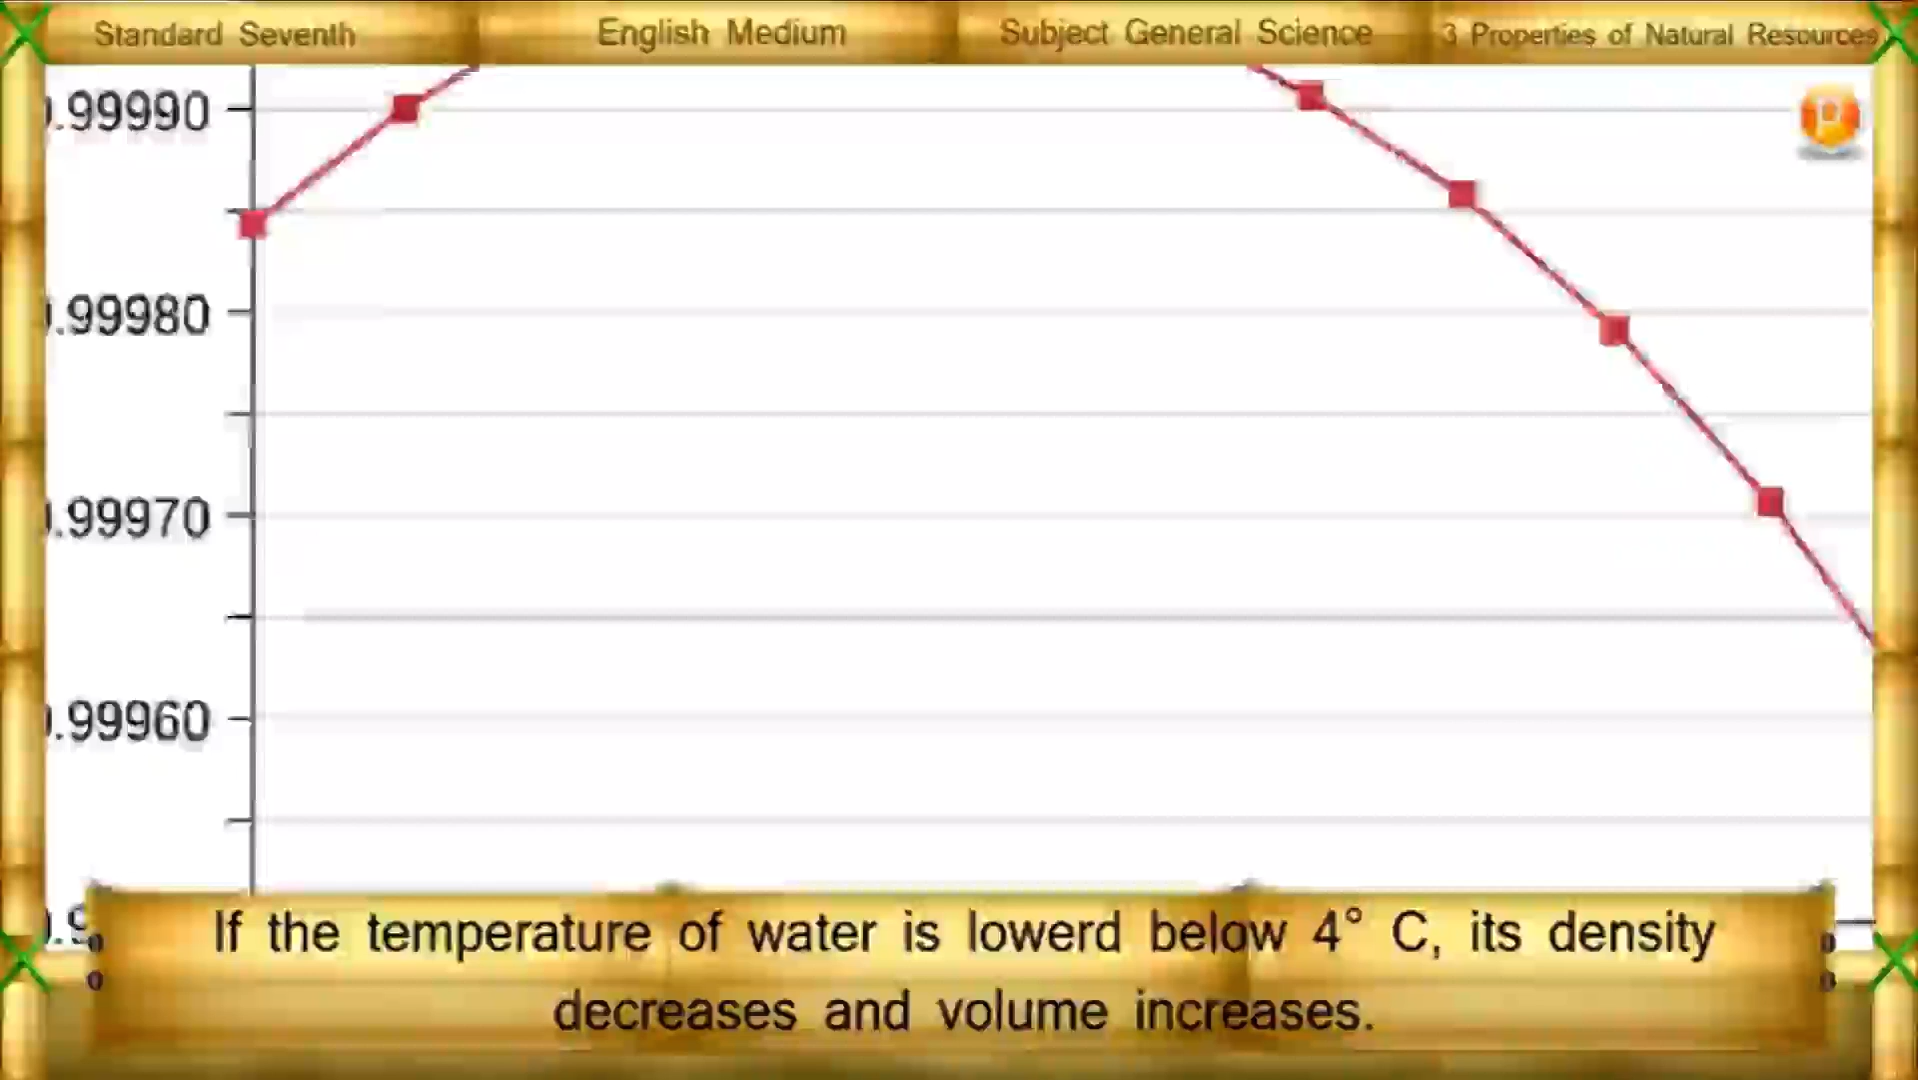 Standard Seventh English Medium Subject General Science 3 Properties of Natural Resources
.99990
.99980
.99970
.99960
If the temperature of water is lowerd below 4° C, its density
decreases and volume increases.